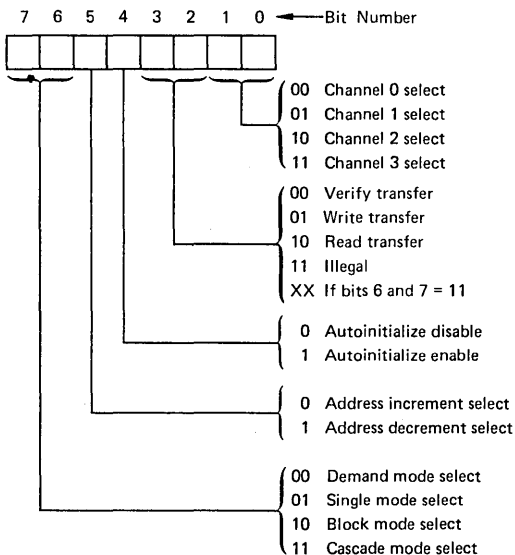 7 6 5 4 3 2 1 0 Bit Number
00 Channel 0 select
01 Channel 1 select
10 Channel 2 select
11 Channel 3 select
00 Verify transfer
01 Write transfer
10 Read transfer
11 Illegal
XX If bits 6 and 7 = 11
0 Autoinitialize disable
1 Autoinitialize enable
0 Address increment select
1 Address decrement select
00 Demand mode select
01 Single mode select
10 Block mode select
11 Cascade mode select